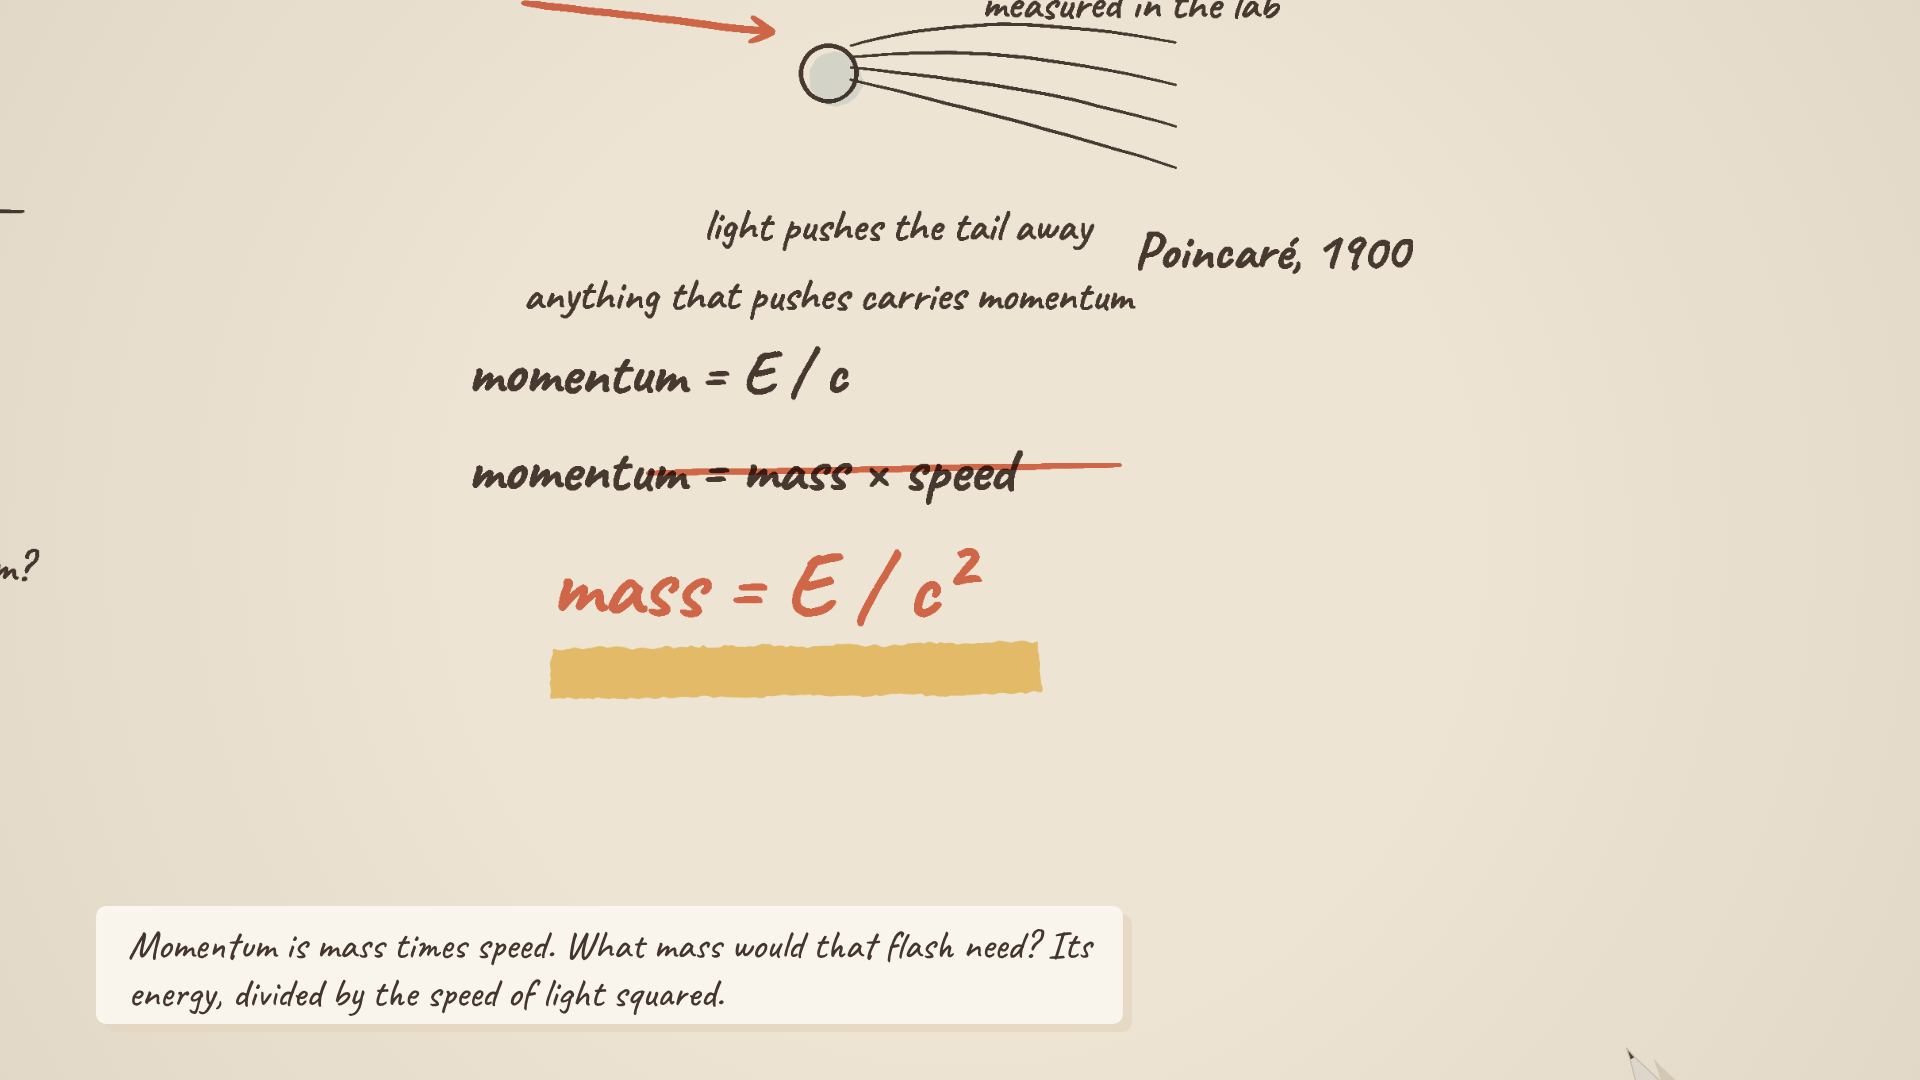 measured in the lab
light pushes the tail away
Poincaré, 1900
anything that pushes carries momentum
momentum = E / c
momentum = mass × speed
m?
mass = E / c²
Momentum is mass times speed. What mass would that flash need? Its
energy, divided by the speed of light squared.